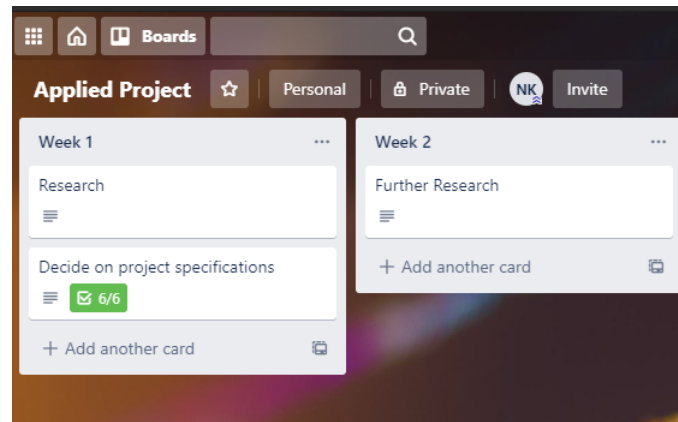 Boards
Applied Project
Personal
Private
NK
Invite
Week 1
Research
Decide on project specifications
6/6
+ Add another card
Week 2
Further Research
+ Add another card